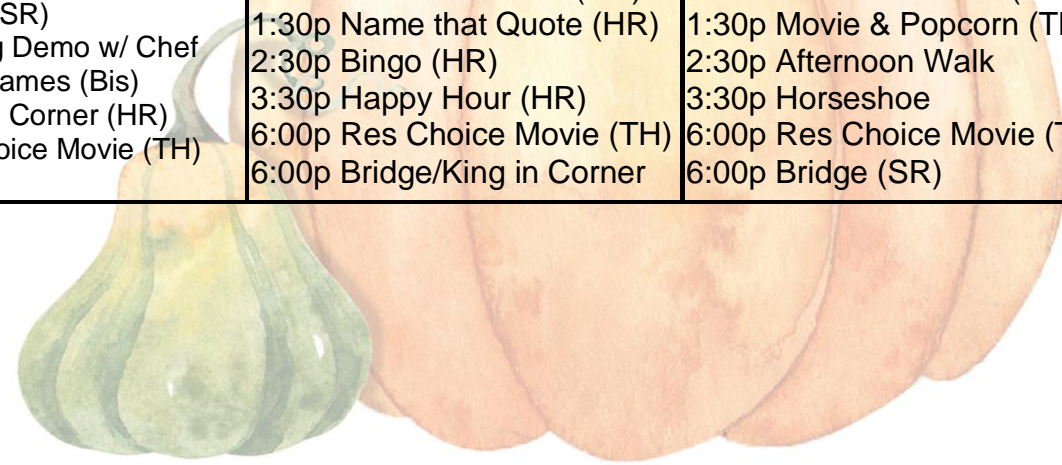 SR)
Demo w/ Chef
ames (Bis)
Corner (HR)
oice Movie (TH)
1:30p Name that Quote (HR)
2:30p Bingo (HR)
3:30p Happy Hour (HR)
6:00p Res Choice Movie (TH)
6:00p Bridge/King in Corner
1:30p Movie & Popcorn (TH
2:30p Afternoon Walk
3:30p Horseshoe
6:00p Res Choice Movie (T
6:00p Bridge (SR)